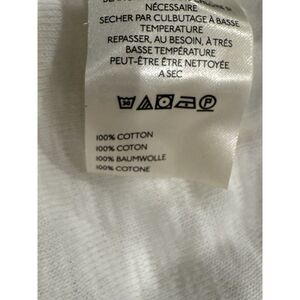 NÉCESSAIRE
SECHER PAR CULBUTAGE À BASSE
TEMPERATURE
REPASSER, AU BESOIN, À TRÉS
BASSE TEMPÉRATURE
PEUT-ÊTRE ÊTRE NETTOYÉE
A SEC
100% COTTON
100% COTON
100% BAUMWOLLE
100% COTONE